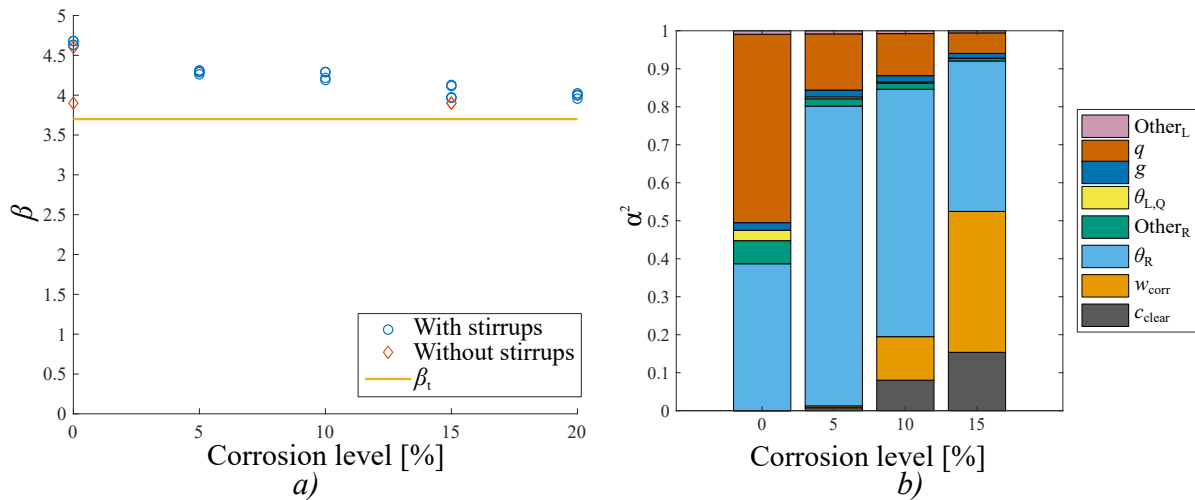 5
4.5
4
3.5
3
2.5
2
1.5
1
0.5
0
β
0 5 10 15 20
Corrosion level [%]
With stirrups
Without stirrups
βt
a)
1
0.9
0.8
0.7
0.6
0.5
0.4
0.3
0.2
0.1
0
α²
0 5 10 15
Corrosion level [%]
b)
OtherL
q
g
θL,Q
OtherR
θR
wcorr
cclear